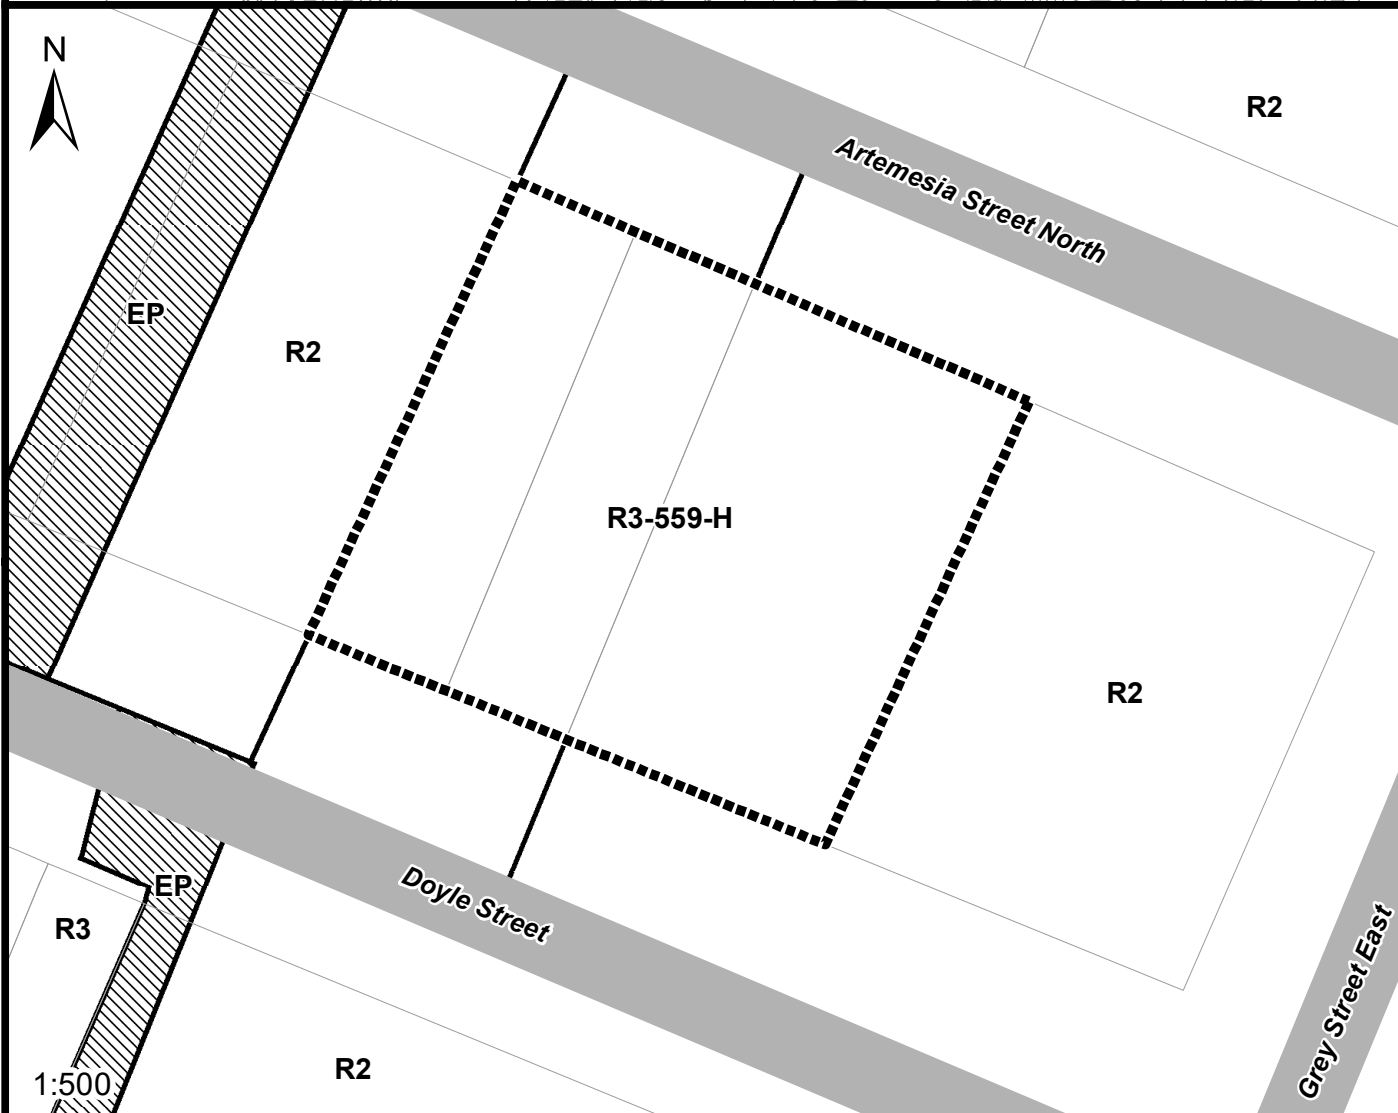 N
R2
Artemesia Street North
EP
R2
R3-559-H
R2
EP
Doyle Street
R3
Grey Street East
R2
1:500